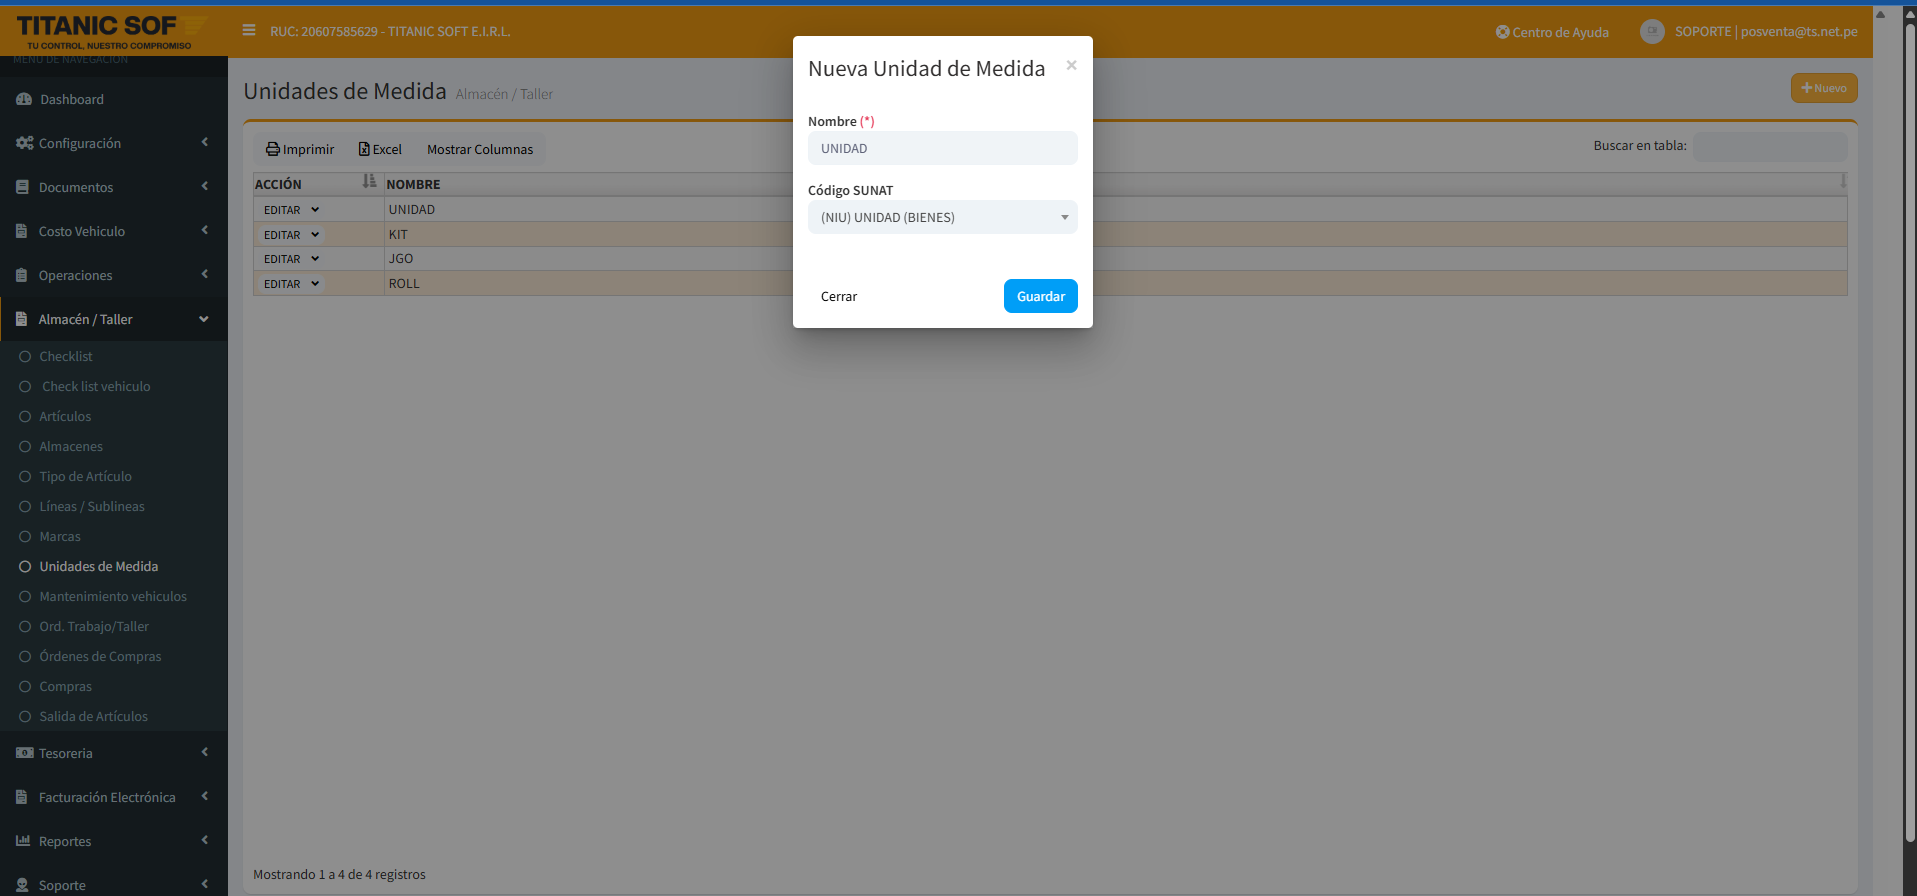 TITANIC SOF
TU CONTROL, NUESTRO COMPROMISO
RUC: 20607585629 - TITANIC SOFT E.I.R.L.
Centro de Ayuda
SOPORTE | posventa@ts.net.pe
MENÚ DE NAVEGACIÓN
Dashboard
Configuración
Documentos
Costo Vehiculo
Operaciones
Almacén / Taller
Checklist
Check list vehiculo
Artículos
Almacenes
Tipo de Artículo
Líneas / Sublineas
Marcas
Unidades de Medida
Mantenimiento vehiculos
Ord. Trabajo/Taller
Órdenes de Compras
Compras
Salida de Artículos
Tesoreria
Facturación Electrónica
Reportes
Soporte
Unidades de Medida Almacén / Taller
Nuevo
Imprimir Excel Mostrar Columnas
Buscar en tabla:
ACCIÓN NOMBRE
EDITAR UNIDAD
EDITAR KIT
EDITAR JGO
EDITAR ROLL
Mostrando 1 a 4 de 4 registros
Nueva Unidad de Medida ×
Nombre (*)
UNIDAD
Código SUNAT
(NIU) UNIDAD (BIENES)
Cerrar Guardar